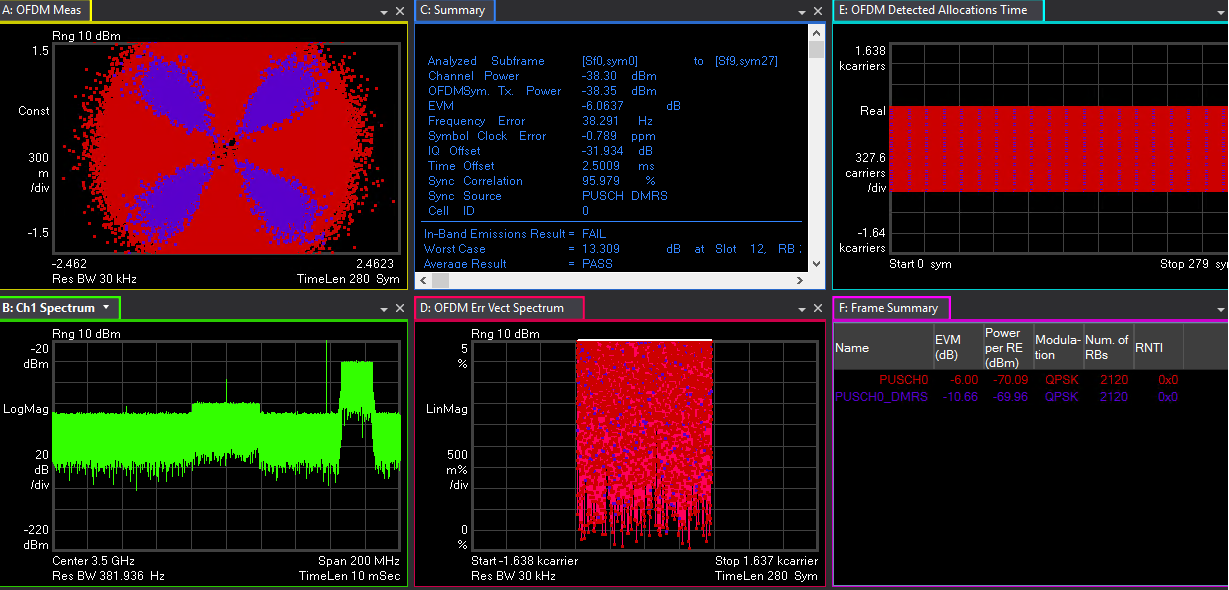 A: OFDM Meas
Rng 10 dBm
1.5
Const
300
m
/div
-1.5
-2.462 2.4623
Res BW 30 kHz TimeLen 280 Sym
C: Summary
Analyzed Subframe [Sf0,sym0] to [Sf9,sym27]
Channel Power -38.30 dBm
OFDMSym. Tx. Power -38.35 dBm
EVM -6.0637 dB
Frequency Error 38.291 Hz
Symbol Clock Error -0.789 ppm
IQ Offset -31.934 dB
Time Offset 2.5009 ms
Sync Correlation 95.979 %
Sync Source PUSCH DMRS
Cell ID 0
In-Band Emissions Result = FAIL
Worst Case = 13.309 dB at Slot 12, RB
Average Result = PASS
E: OFDM Detected Allocations Time
1.638
kcarriers
Real
327.6
carriers
/div
-1.64
kcarriers
Start 0 sym Stop 279 sy
B: Ch1 Spectrum
Rng 10 dBm
-20
dBm
LogMag
20
dB
/div
-220
dBm
Center 3.5 GHz Span 200 MHz
Res BW 381.936 Hz TimeLen 10 mSec
D: OFDM Err Vect Spectrum
Rng 10 dBm
5
%
LinMag
500
m%
/div
0
%
Start -1.638 kcarrier Stop 1.637 kcarrier
Res BW 30 kHz TimeLen 280 Sym
F: Frame Summary
Name EVM (dB) Power per RE (dBm) Modula-tion Num. of RBs RNTI
PUSCH0 -6.00 -70.09 QPSK 2120 0x0
PUSCH0_DMRS -10.66 -69.96 QPSK 2120 0x0